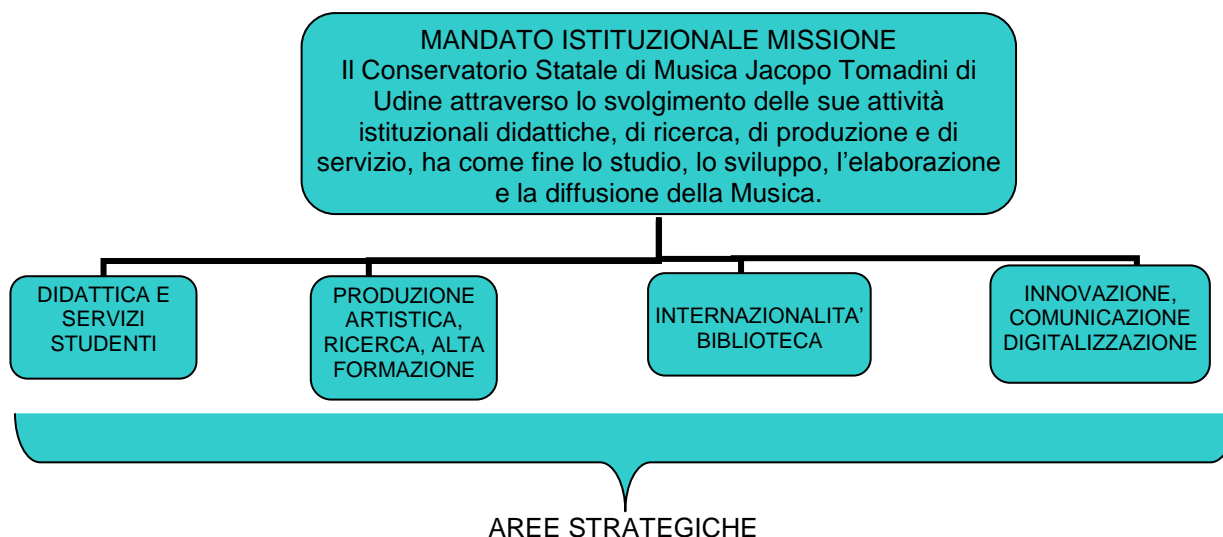 MANDATO ISTITUZIONALE MISSIONE
Il Conservatorio Statale di Musica Jacopo Tomadini di
Udine attraverso lo svolgimento delle sue attività
istituzionali didattiche, di ricerca, di produzione e di
servizio, ha come fine lo studio, lo sviluppo, l’elaborazione
e la diffusione della Musica.
DIDATTICA E
SERVIZI
STUDENTI
PRODUZIONE
ARTISTICA,
RICERCA, ALTA
FORMAZIONE
INTERNAZIONALITA’
BIBLIOTECA
INNOVAZIONE,
COMUNICAZIONE
DIGITALIZZAZIONE
AREE STRATEGICHE